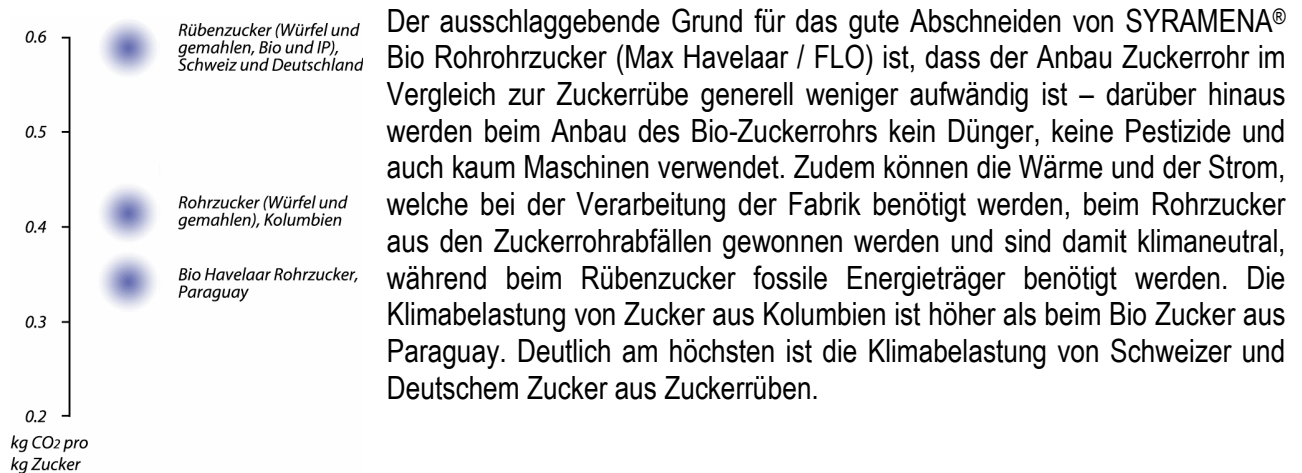 0.6
Rübenzucker (Würfel und
gemahlen, Bio und IP),
Schweiz und Deutschland
0.5
Rohrzucker (Würfel und
gemahlen), Kolumbien
0.4
Bio Havelaar Rohrzucker,
Paraguay
0.3
0.2
kg CO2 pro
kg Zucker
Der ausschlaggebende Grund für das gute Abschneiden von SYRAMENA®
Bio Rohrohrzucker (Max Havelaar / FLO) ist, dass der Anbau Zuckerrohr im
Vergleich zur Zuckerrübe generell weniger aufwändig ist – darüber hinaus
werden beim Anbau des Bio-Zuckerrohrs kein Dünger, keine Pestizide und
auch kaum Maschinen verwendet. Zudem können die Wärme und der Strom,
welche bei der Verarbeitung der Fabrik benötigt werden, beim Rohrzucker
aus den Zuckerrohrabfällen gewonnen werden und sind damit klimaneutral,
während beim Rübenzucker fossile Energieträger benötigt werden. Die
Klimabelastung von Zucker aus Kolumbien ist höher als beim Bio Zucker aus
Paraguay. Deutlich am höchsten ist die Klimabelastung von Schweizer und
Deutschem Zucker aus Zuckerrüben.